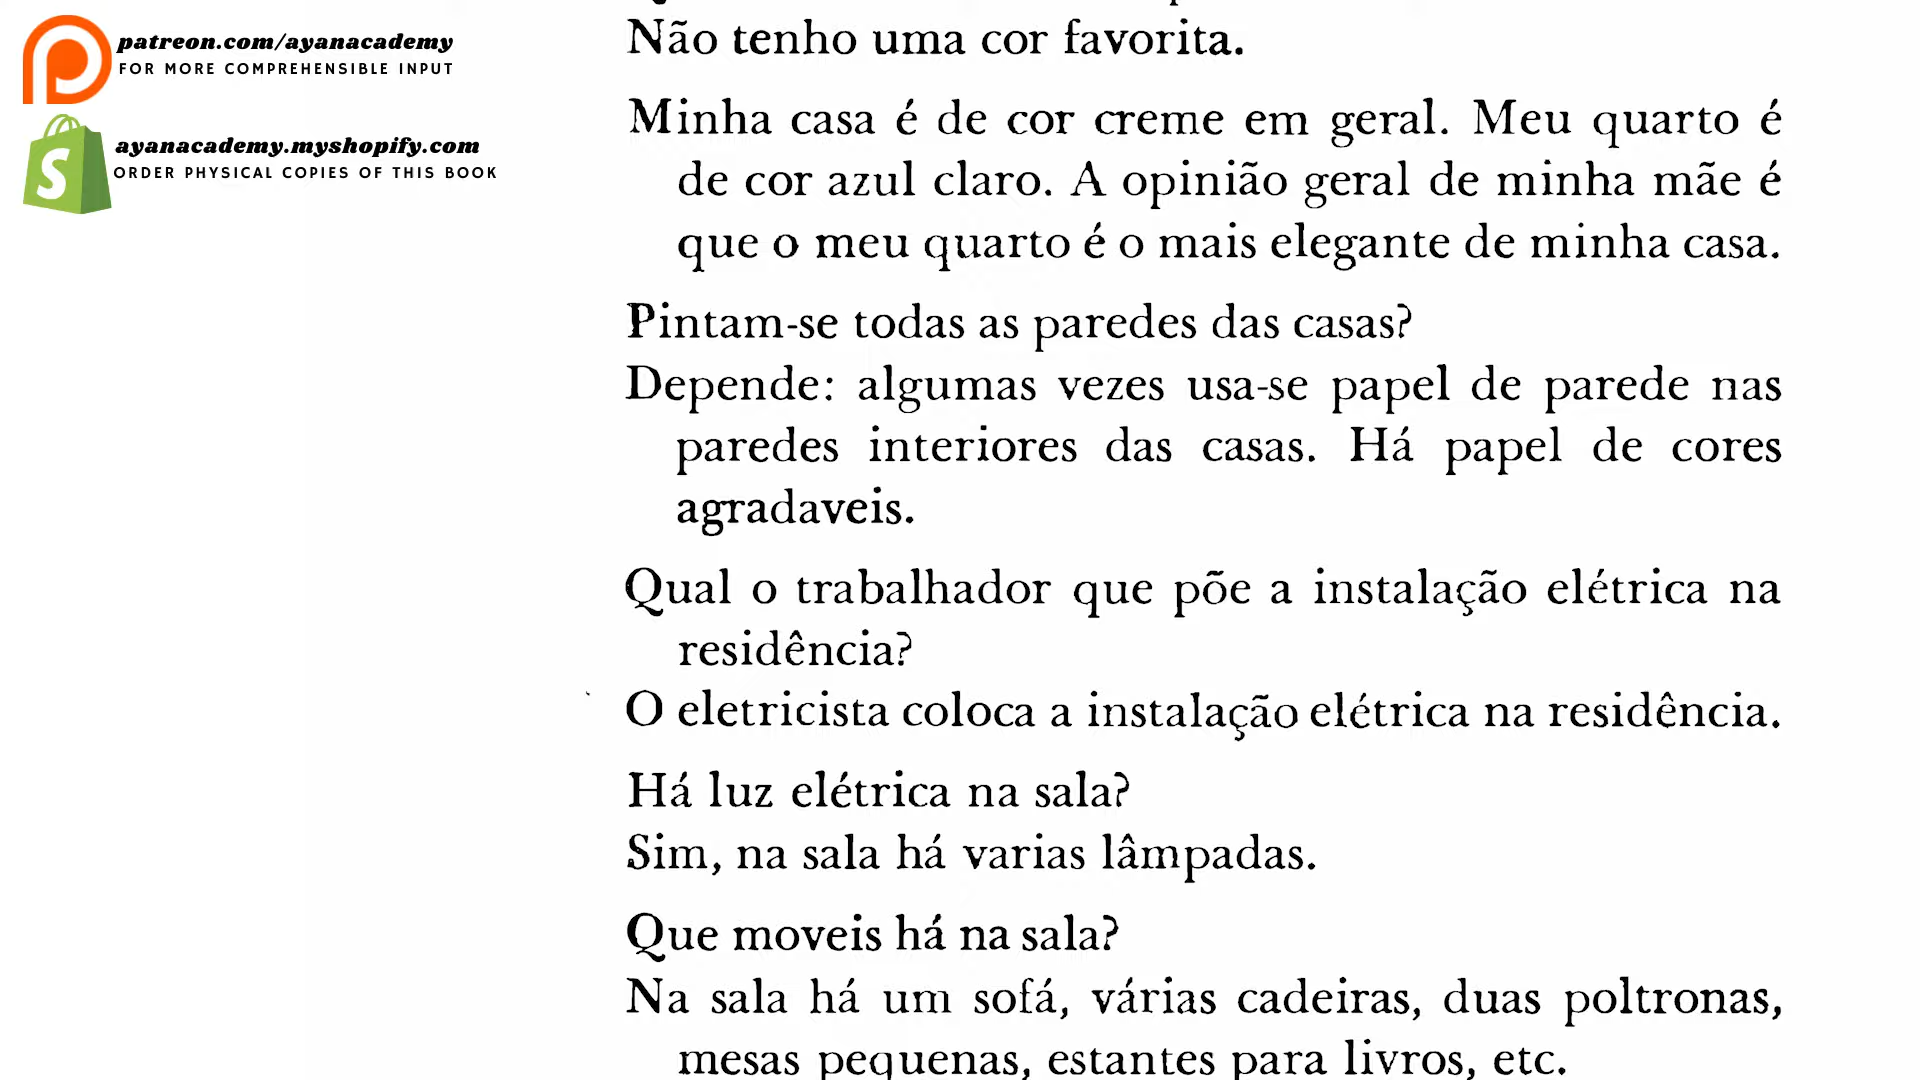 patreon.com/ayanacademy
FOR MORE COMPREHENSIBLE INPUT
ayanacademy.myshopify.com
ORDER PHYSICAL COPIES OF THIS BOOK
Não tenho uma cor favorita.
Minha casa é de cor creme em geral. Meu quarto é
de cor azul claro. A opinião geral de minha mãe é
que o meu quarto é o mais elegante de minha casa.
Pintam-se todas as paredes das casas?
Depende: algumas vezes usa-se papel de parede nas
paredes interiores das casas. Há papel de cores
agradaveis.
Qual o trabalhador que põe a instalação elétrica na
residência?
O eletricista coloca a instalação elétrica na residência.
Há luz elétrica na sala?
Sim, na sala há varias lâmpadas.
Que moveis há na sala?
Na sala há um sofá, várias cadeiras, duas poltronas,
mesas pequenas, estantes para livros, etc.